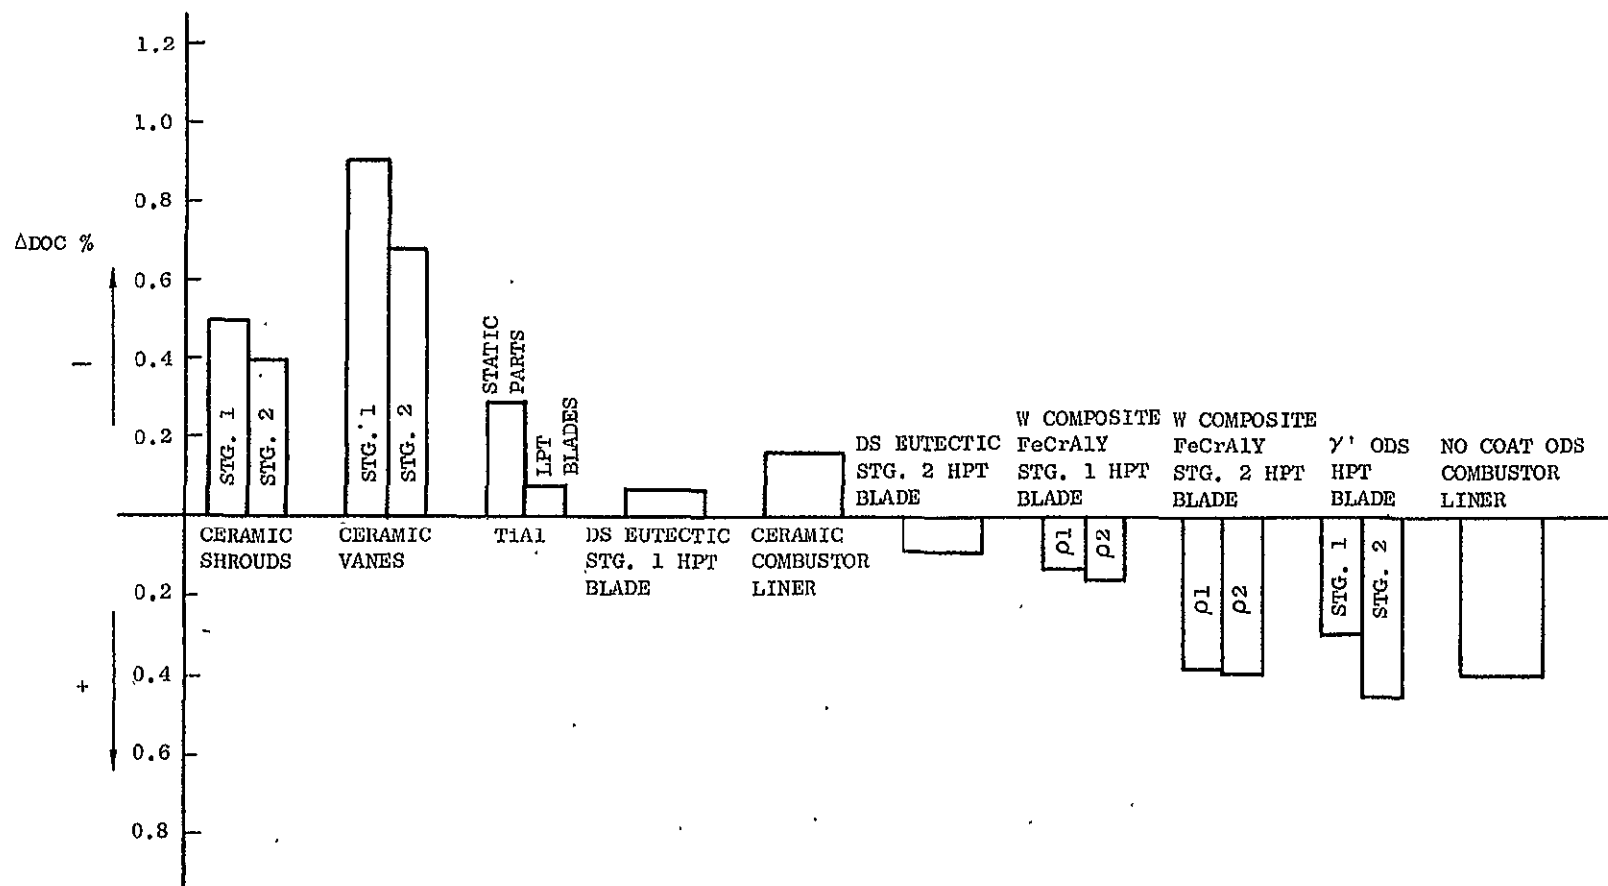 1.2
1.0
0.8
ΔDOC %
0.6
0.4
−
0.2
0.2
0.4
+
0.6
0.8
STG. 1
STG. 2
CERAMIC
SHROUDS
STG. 1
STG. 2
CERAMIC
VANES
STATIC
PARTS
LPT
BLADES
TiAl
DS EUTECTIC
STG. 1 HPT
BLADE
CERAMIC
COMBUSTOR
LINER
DS EUTECTIC
STG. 2 HPT
BLADE
W COMPOSITE
FeCrAlY
STG. 1 HPT
BLADE
ρ1
ρ2
W COMPOSITE
FeCrAlY
STG. 2 HPT
BLADE
ρ1
ρ2
γ' ODS
HPT
BLADE
STG. 1
STG. 2
NO COAT ODS
COMBUSTOR
LINER